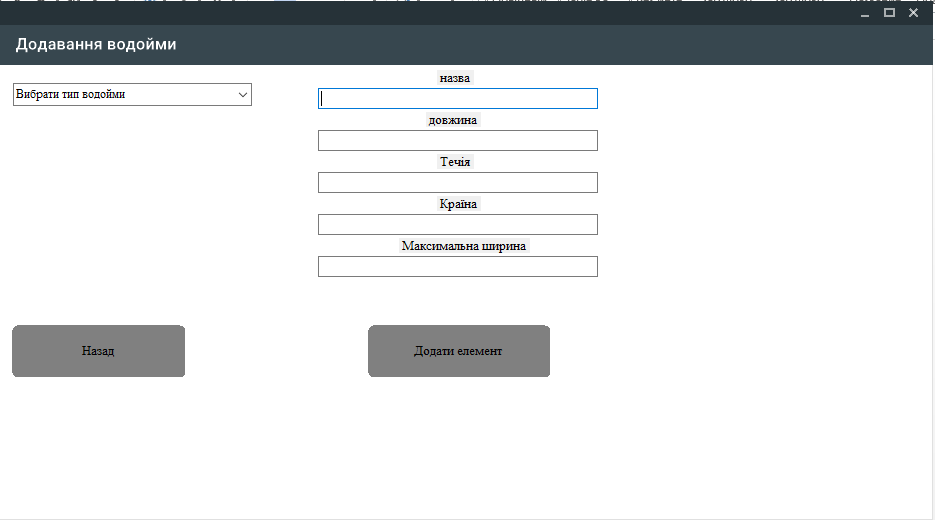 Додавання водойми
Вибрати тип водойми
назва
довжина
Течія
Країна
Максимальна ширина
Назад
Додати елемент